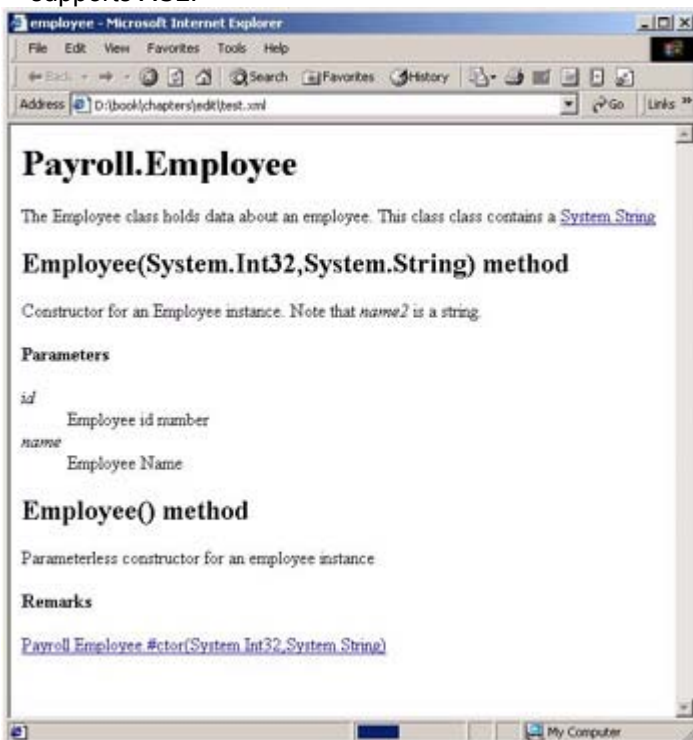 employee - Microsoft Internet Explorer
File Edit View Favorites Tools Help
Back Search Favorites History
Address D:\book\chapters\edit\test.xml Go Links »
Payroll.Employee
The Employee class holds data about an employee. This class class contains a System String
Employee(System.Int32,System.String) method
Constructor for an Employee instance. Note that name2 is a string.
Parameters
id
Employee id number
name
Employee Name
Employee() method
Parameterless constructor for an employee instance
Remarks
Payroll Employee #ctor(System Int32,System String)
My Computer